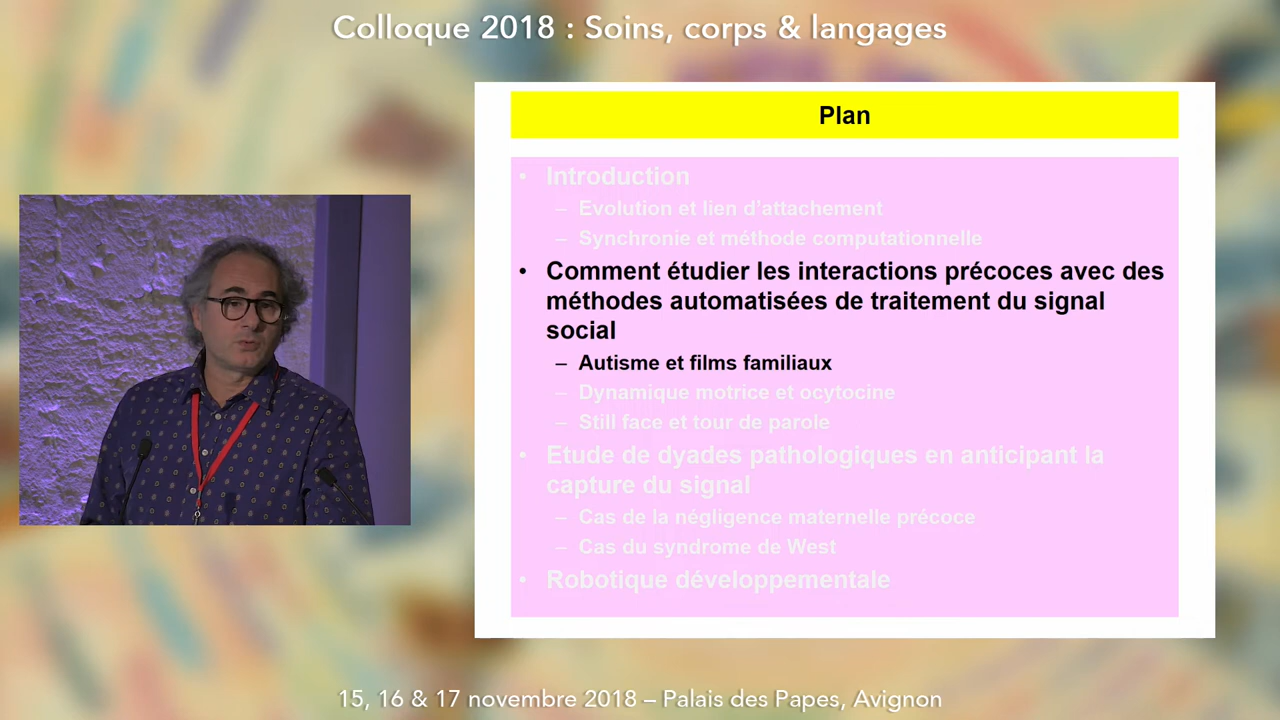 Colloque 2018 : Soins, corps & langages
Plan
• Introduction
– Evolution et lien d'attachement
– Synchronie et méthode computationnelle
• Comment étudier les interactions précoces avec des
méthodes automatisées de traitement du signal
social
– Autisme et films familiaux
– Dynamique motrice et ocytocine
– Still face et tour de parole
• Etude de dyades pathologiques en anticipant la
capture du signal
– Cas de la négligence maternelle précoce
– Cas du syndrome de West
• Robotique développementale
15, 16 & 17 novembre 2018 – Palais des Papes, Avignon